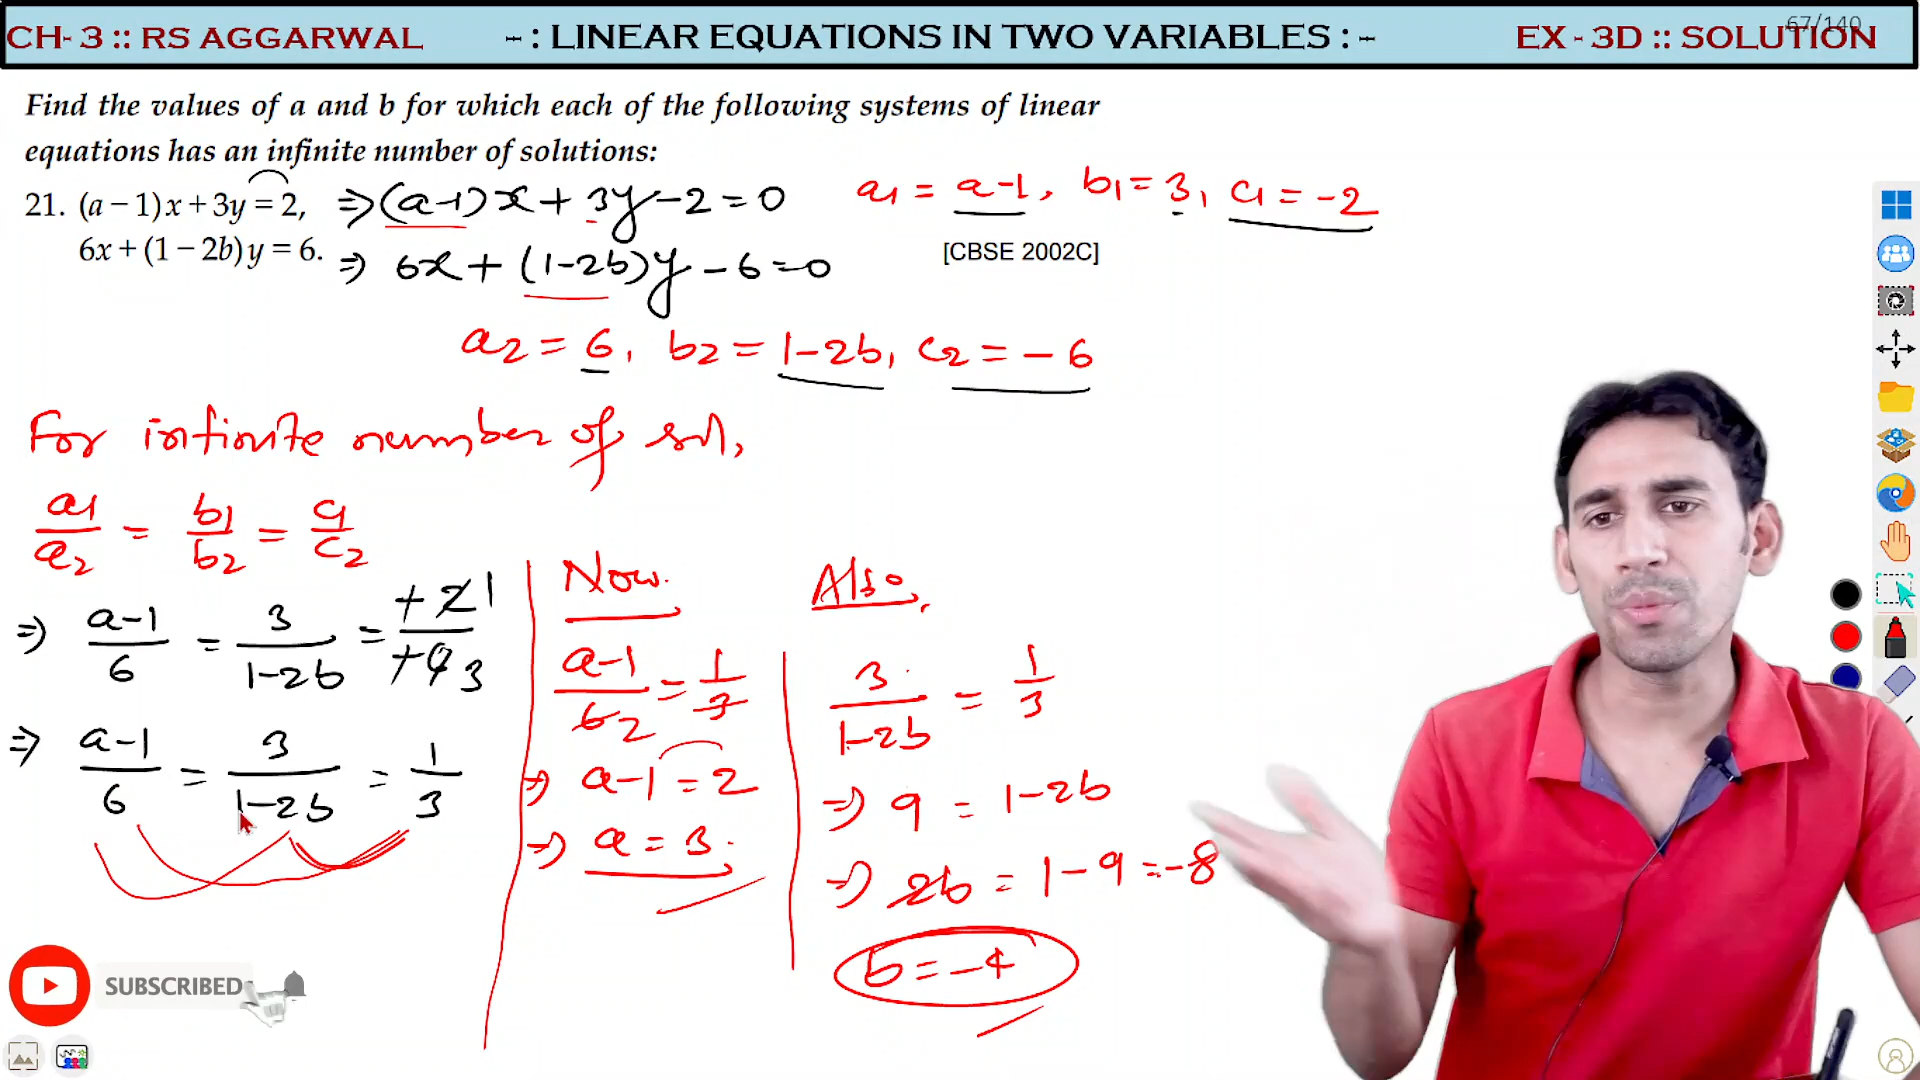 67/140
CH- 3 :: RS AGGARWAL
- : LINEAR EQUATIONS IN TWO VARIABLES : -
EX - 3D :: SOLUTION
Find the values of a and b for which each of the following systems of linear
equations has an infinite number of solutions:
21. (a − 1)x + 3y = 2,
6x + (1 − 2b)y = 6.
[CBSE 2002C]
⇒ (a-1)x + 3y - 2 = 0
⇒ 6x + (1-2b)y - 6 = 0
a1 = a-1, b1 = 3, c1 = -2
a2 = 6, b2 = 1-2b, c2 = -6
For infinite number of sol,
a1/a2 = b1/b2 = c1/c2
⇒ a-1/6 = 3/1-2b = +2 1/+6 3
⇒ a-1/6 = 3/1-2b = 1/3
Now.
a-1/6 2 = 1/3
⇒ a-1 = 2
⇒ a = 3.
Also,
3/1-2b = 1/3
⇒ 9 = 1-2b
⇒ 2b = 1-9 = -8
b = -4
SUBSCRIBED